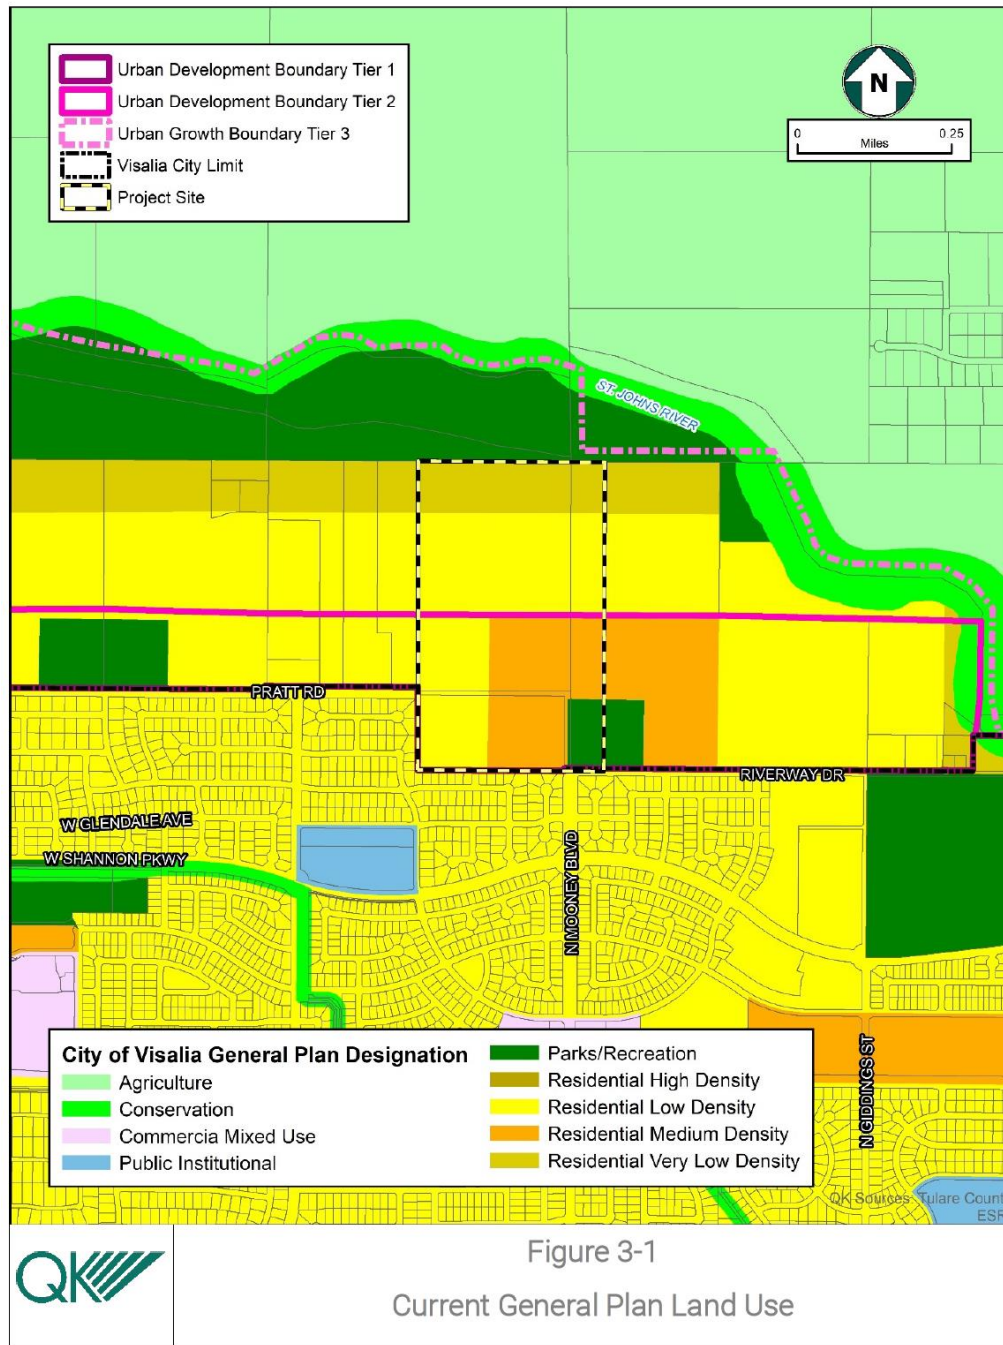 Urban Development Boundary Tier 1
Urban Development Boundary Tier 2
Urban Growth Boundary Tier 3
Visalia City Limit
Project Site
N
0 0.25
Miles
ST. JOHNS RIVER
PRATT RD
RIVERWAY DR
W GLENDALE AVE
W SHANNON PKWY
N MOONEY BLVD
N GIDDINGS ST
City of Visalia General Plan Designation
Agriculture
Conservation
Commercia Mixed Use
Public Institutional
Parks/Recreation
Residential High Density
Residential Low Density
Residential Medium Density
Residential Very Low Density
QK Sources: Tulare Count
ESR
QK
Figure 3-1
Current General Plan Land Use